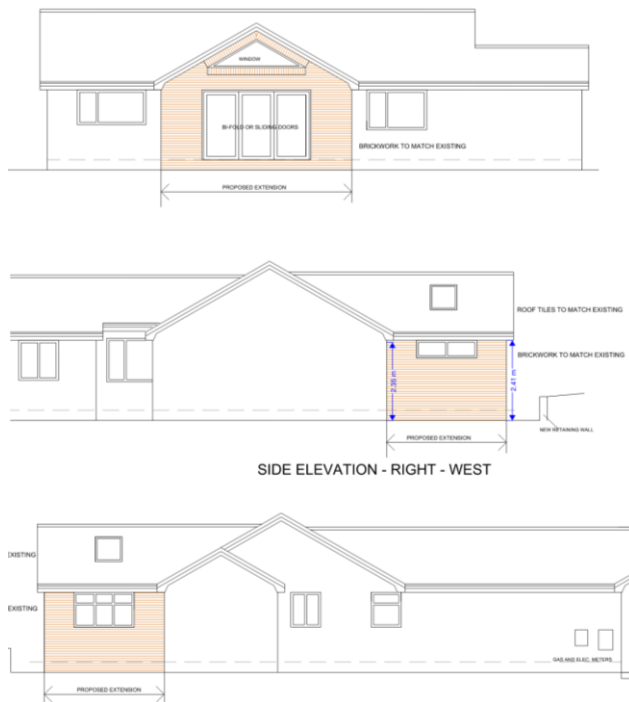 WINDOW
BI-FOLD OR SLIDING DOORS
BRICKWORK TO MATCH EXISTING
PROPOSED EXTENSION
ROOF TILES TO MATCH EXISTING
BRICKWORK TO MATCH EXISTING
2.35 m
2.41 m
NEW RETAINING WALL
PROPOSED EXTENSION
SIDE ELEVATION - RIGHT - WEST
EXISTING
EXISTING
GAS AND ELEC. METERS
PROPOSED EXTENSION